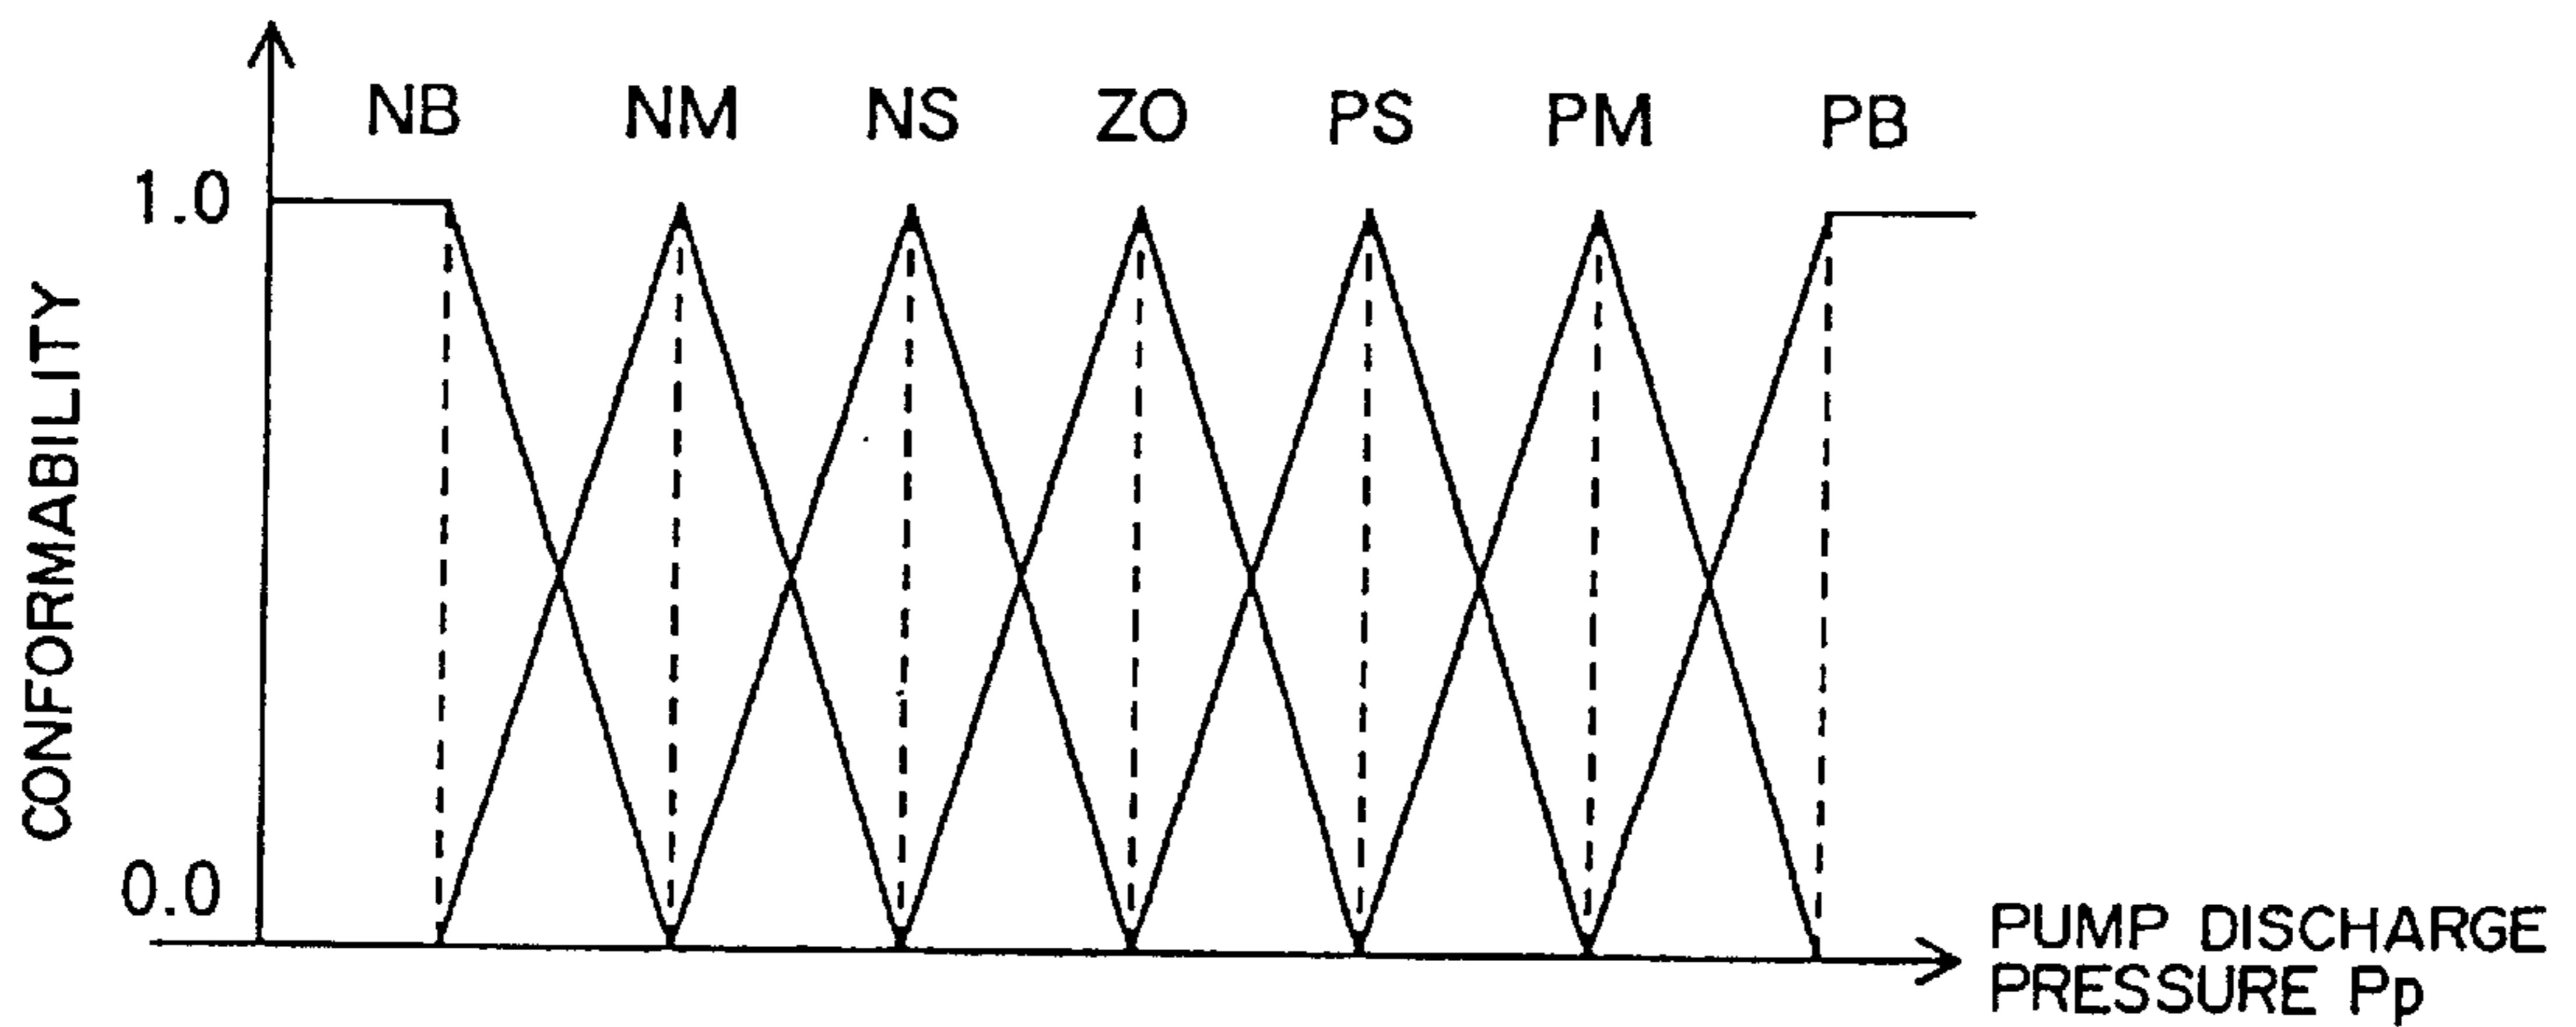 NB NM NS ZO PS PM PB
1.0
CONFORMABILITY
0.0
PUMP DISCHARGE
PRESSURE Pp